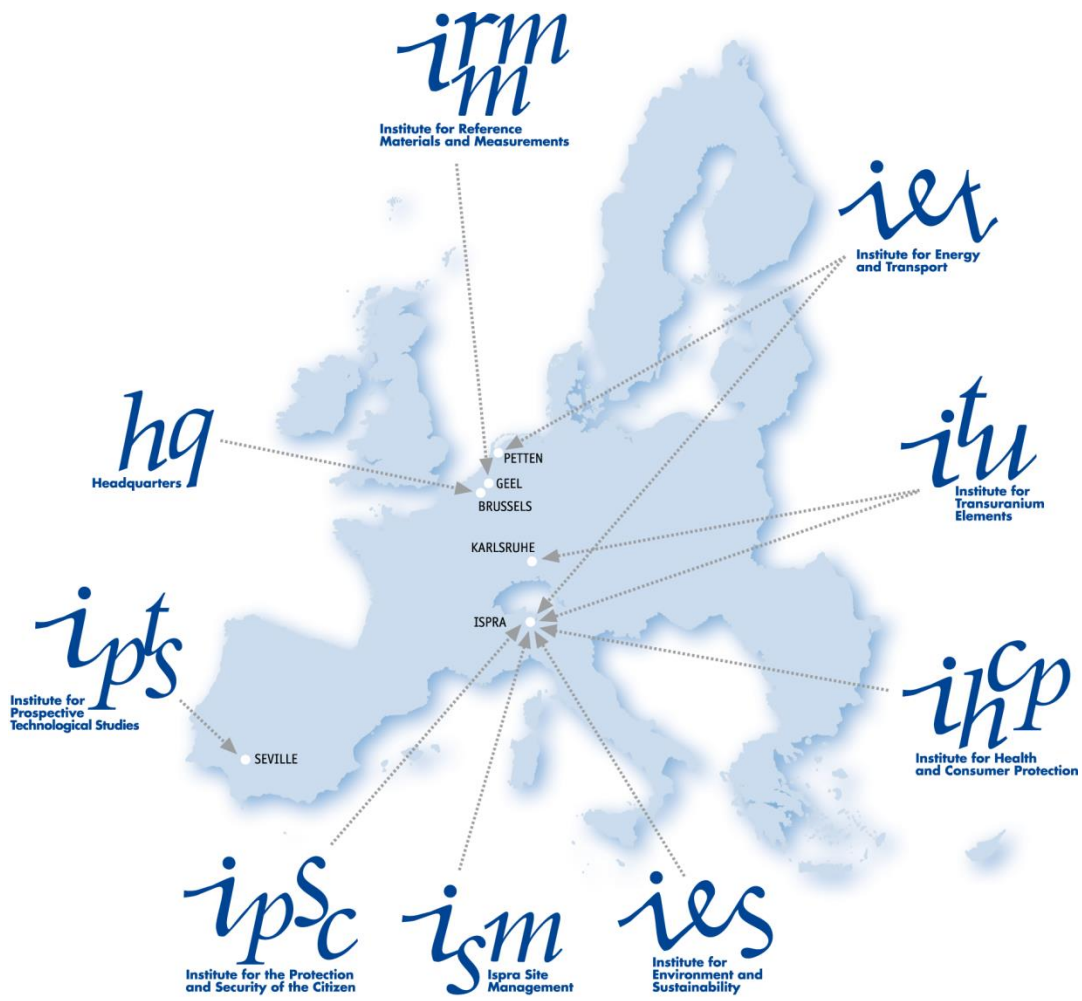 irmm
Institute for Reference
Materials and Measurements
iet
Institute for Energy
and Transport
hq
Headquarters
itu
Institute for
Transuranium
Elements
PETTEN
GEEL
BRUSSELS
KARLSRUHE
ISPRA
ipts
Institute for
Prospective
Technological Studies
SEVILLE
ihcp
Institute for Health
and Consumer Protection
ipsc
Institute for the Protection
and Security of the Citizen
ism
Ispra Site
Management
ies
Institute for
Environment and
Sustainability